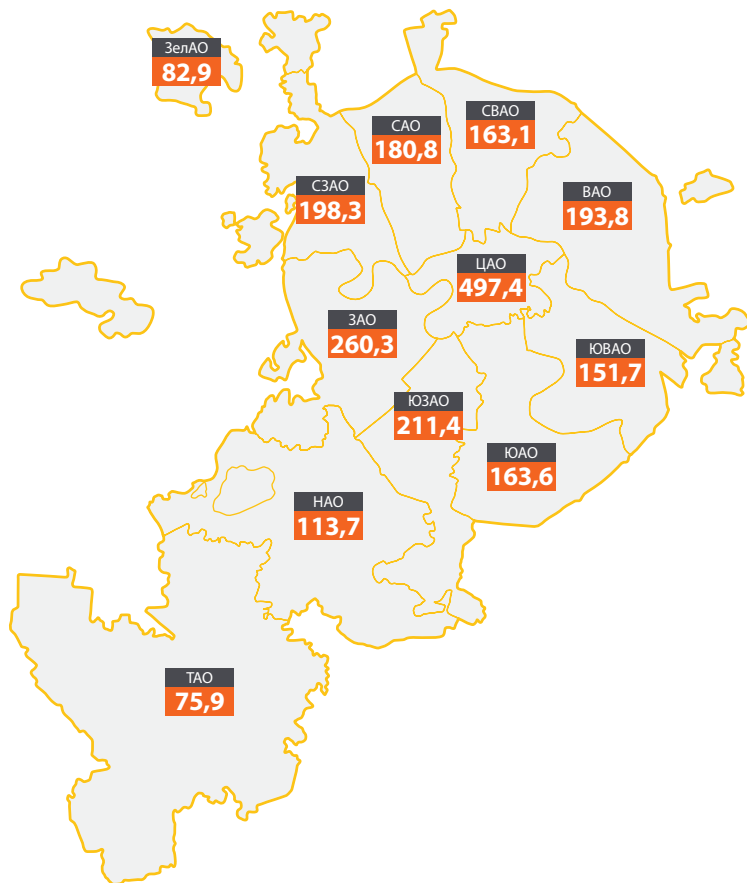 ЗелАО
82,9
САО
180,8
СВАО
163,1
СЗАО
198,3
ВАО
193,8
ЦАО
497,4
ЗАО
260,3
ЮВАО
151,7
ЮЗАО
211,4
ЮАО
163,6
НАО
113,7
ТАО
75,9